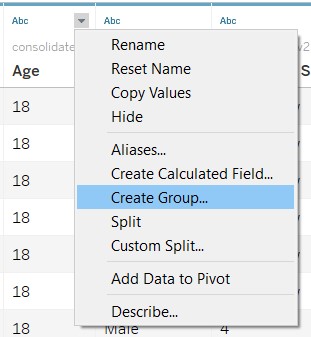 Abc Abc Abc
consolidate
Age
18
18
18
18
18
18
18 Male 4
Rename
Reset Name
Copy Values
Hide
Aliases...
Create Calculated Field...
Create Group...
Split
Custom Split...
Add Data to Pivot
Describe...